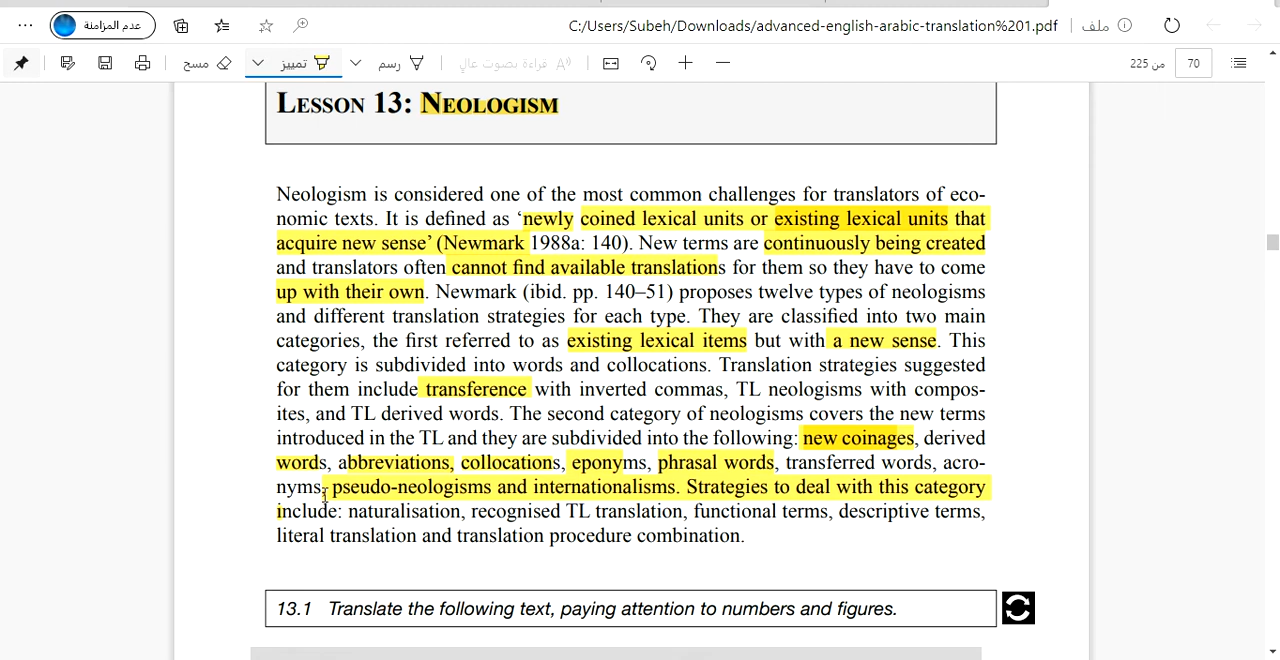 عدم المزامنة
C:/Users/Subeh/Downloads/advanced-english-arabic-translation%201.pdf
ملف
مسح
تمييز
رسم
قراءة بصوت عالٍ
من 225
70
LESSON 13: NEOLOGISM
Neologism is considered one of the most common challenges for translators of eco-
nomic texts. It is defined as ‘newly coined lexical units or existing lexical units that
acquire new sense’ (Newmark 1988a: 140). New terms are continuously being created
and translators often cannot find available translations for them so they have to come
up with their own. Newmark (ibid. pp. 140–51) proposes twelve types of neologisms
and different translation strategies for each type. They are classified into two main
categories, the first referred to as existing lexical items but with a new sense. This
category is subdivided into words and collocations. Translation strategies suggested
for them include transference with inverted commas, TL neologisms with compos-
ites, and TL derived words. The second category of neologisms covers the new terms
introduced in the TL and they are subdivided into the following: new coinages, derived
words, abbreviations, collocations, eponyms, phrasal words, transferred words, acro-
nyms, pseudo-neologisms and internationalisms. Strategies to deal with this category
include: naturalisation, recognised TL translation, functional terms, descriptive terms,
literal translation and translation procedure combination.
13.1 Translate the following text, paying attention to numbers and figures.